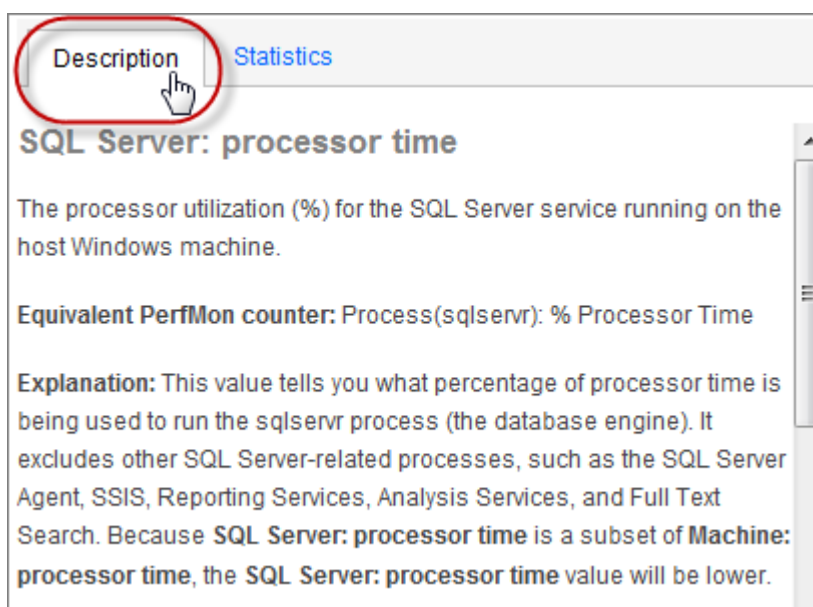 Description
Statistics
SQL Server: processor time
The processor utilization (%) for the SQL Server service running on the
host Windows machine.
Equivalent PerfMon counter: Process(sqlservr): % Processor Time
Explanation: This value tells you what percentage of processor time is
being used to run the sqlservr process (the database engine). It
excludes other SQL Server-related processes, such as the SQL Server
Agent, SSIS, Reporting Services, Analysis Services, and Full Text
Search. Because SQL Server: processor time is a subset of Machine:
processor time, the SQL Server: processor time value will be lower.